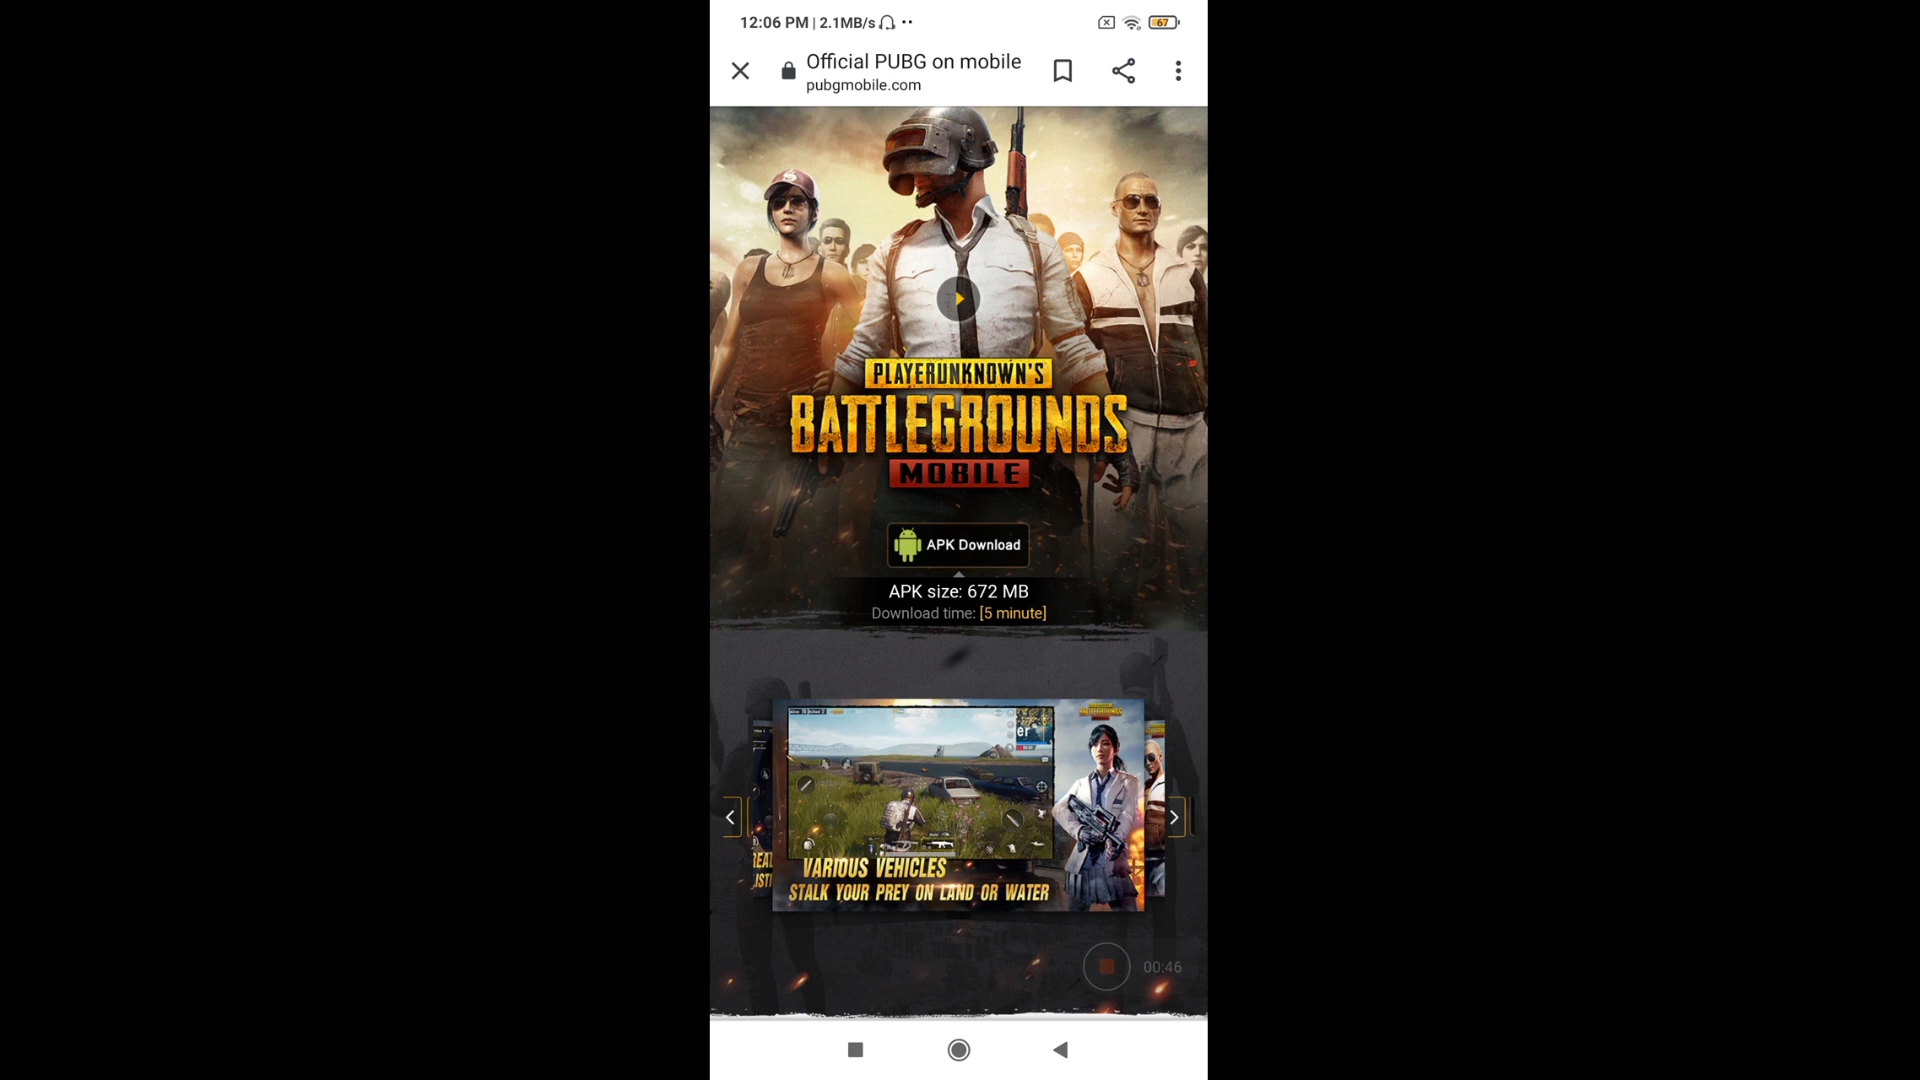 12:06 PM | 2.1MB/s
67
Official PUBG on mobile
pubgmobile.com
PLAYERUNKNOWN'S
BATTLEGROUNDS
MOBILE
APK Download
APK size: 672 MB
Download time: [5 minute]
VARIOUS VEHICLES
STALK YOUR PREY ON LAND OR WATER
00:46